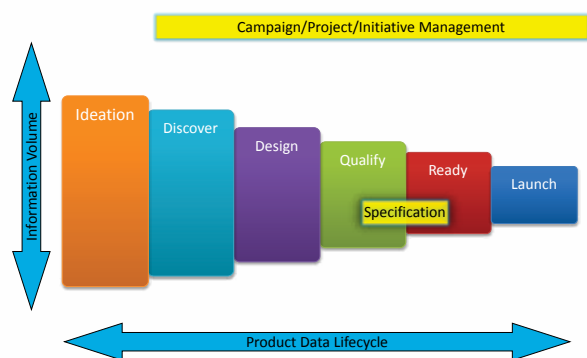 Campaign/Project/Initiative Management
Information Volume
Ideation
Discover
Design
Qualify
Ready
Launch
Specification
Product Data Lifecycle